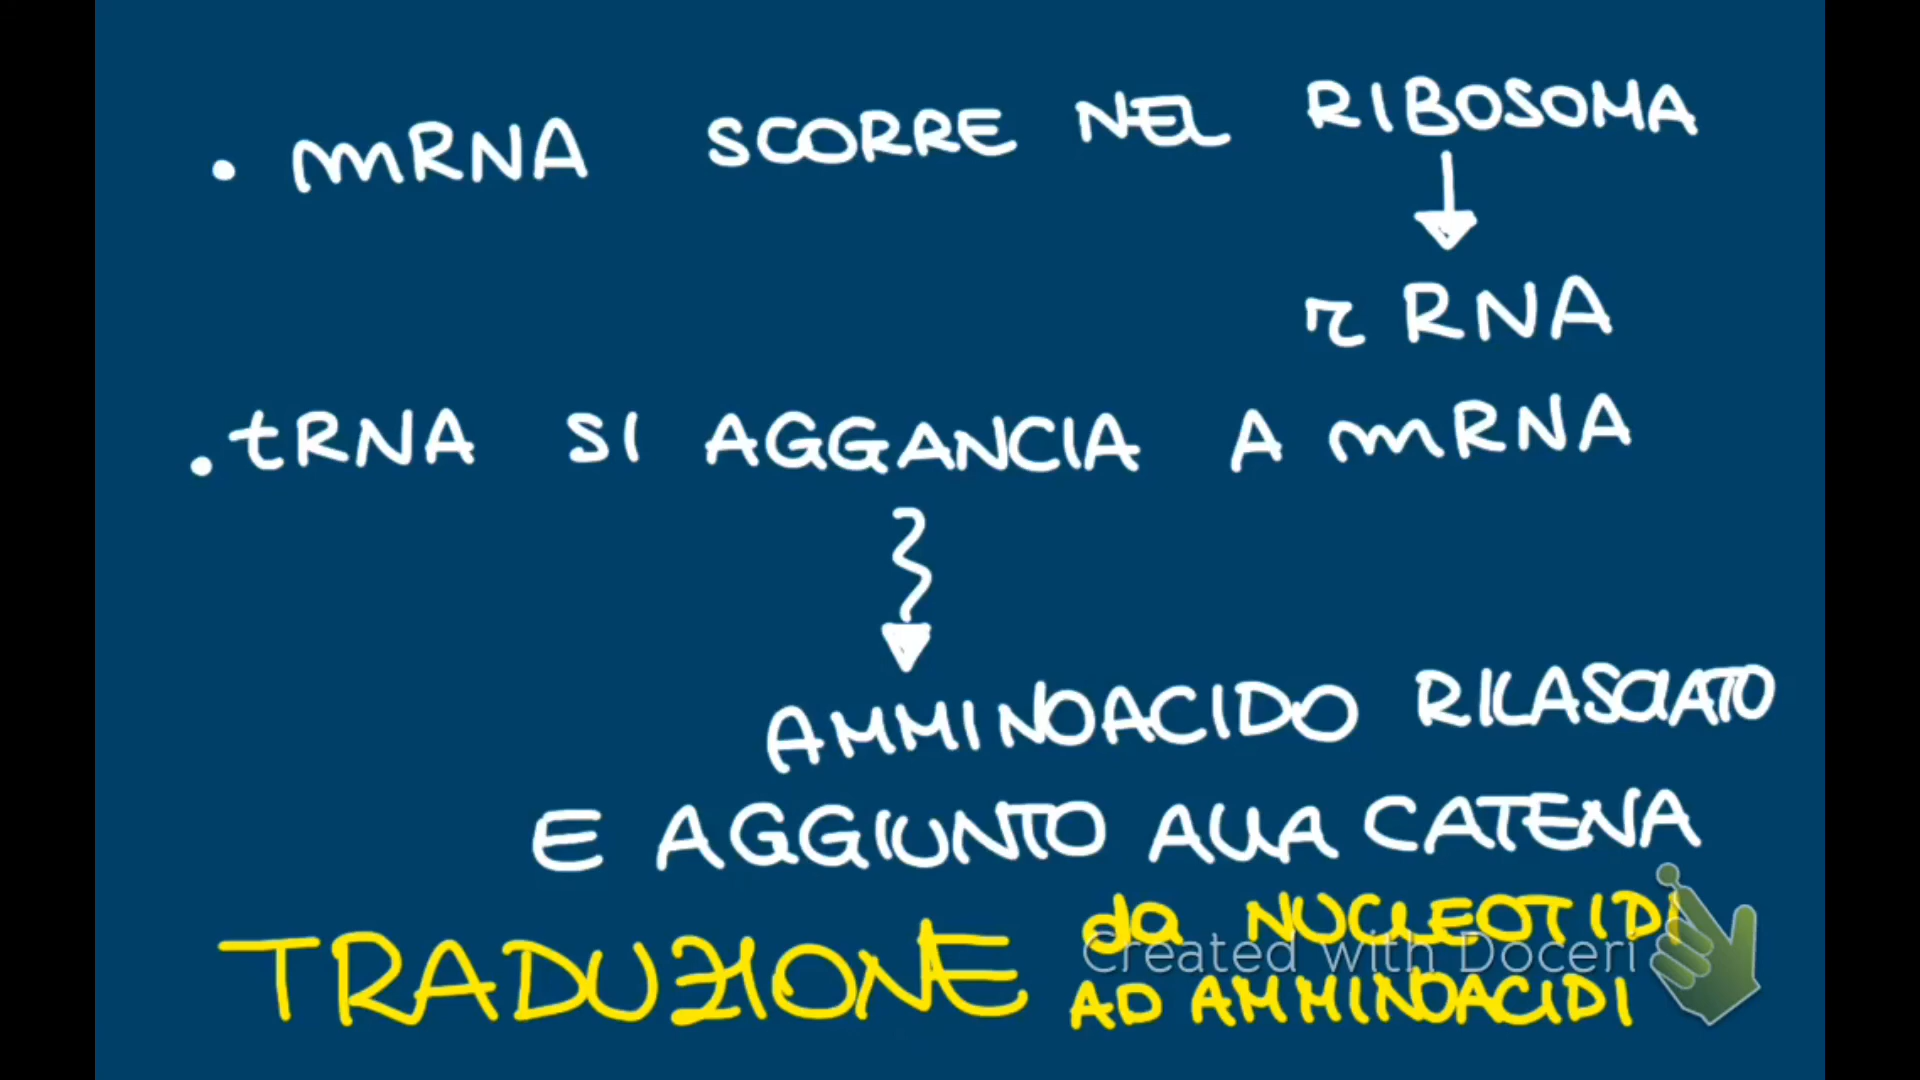 . mRNA SCORRE NEL RIBOSOMA
rRNA
. tRNA SI AGGANCIA A mRNA
AMMINOACIDO RILASCIATO
E AGGIUNTO ALLA CATENA
TRADUZIONE da NUCLEOTIDI
AD AMMINOACIDI
Created with Doceri